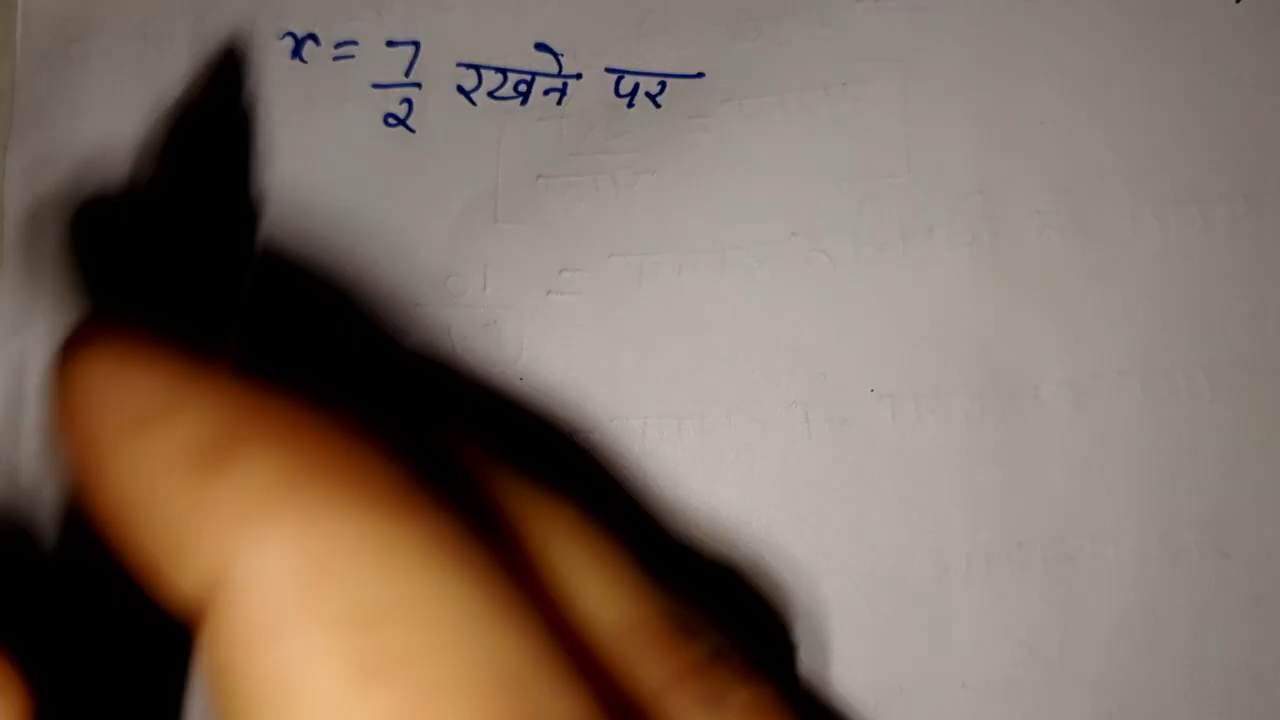 x = 7/2 रखने पर